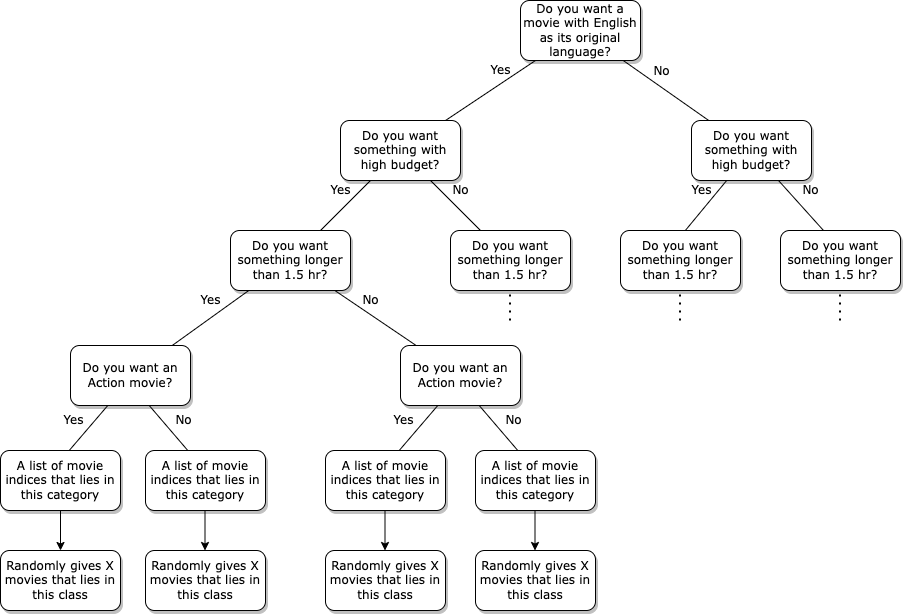 Do you want a
movie with English
as its original
language?
Yes
No
Do you want
something with
high budget?
Do you want
something with
high budget?
Yes
No
Yes
No
Do you want
something longer
than 1.5 hr?
Do you want
something longer
than 1.5 hr?
Do you want
something longer
than 1.5 hr?
Do you want
something longer
than 1.5 hr?
Yes
No
Do you want an
Action movie?
Do you want an
Action movie?
Yes
No
Yes
No
A list of movie
indices that lies in
this category
A list of movie
indices that lies in
this category
A list of movie
indices that lies in
this category
A list of movie
indices that lies in
this category
Randomly gives X
movies that lies in
this class
Randomly gives X
movies that lies in
this class
Randomly gives X
movies that lies in
this class
Randomly gives X
movies that lies in
this class